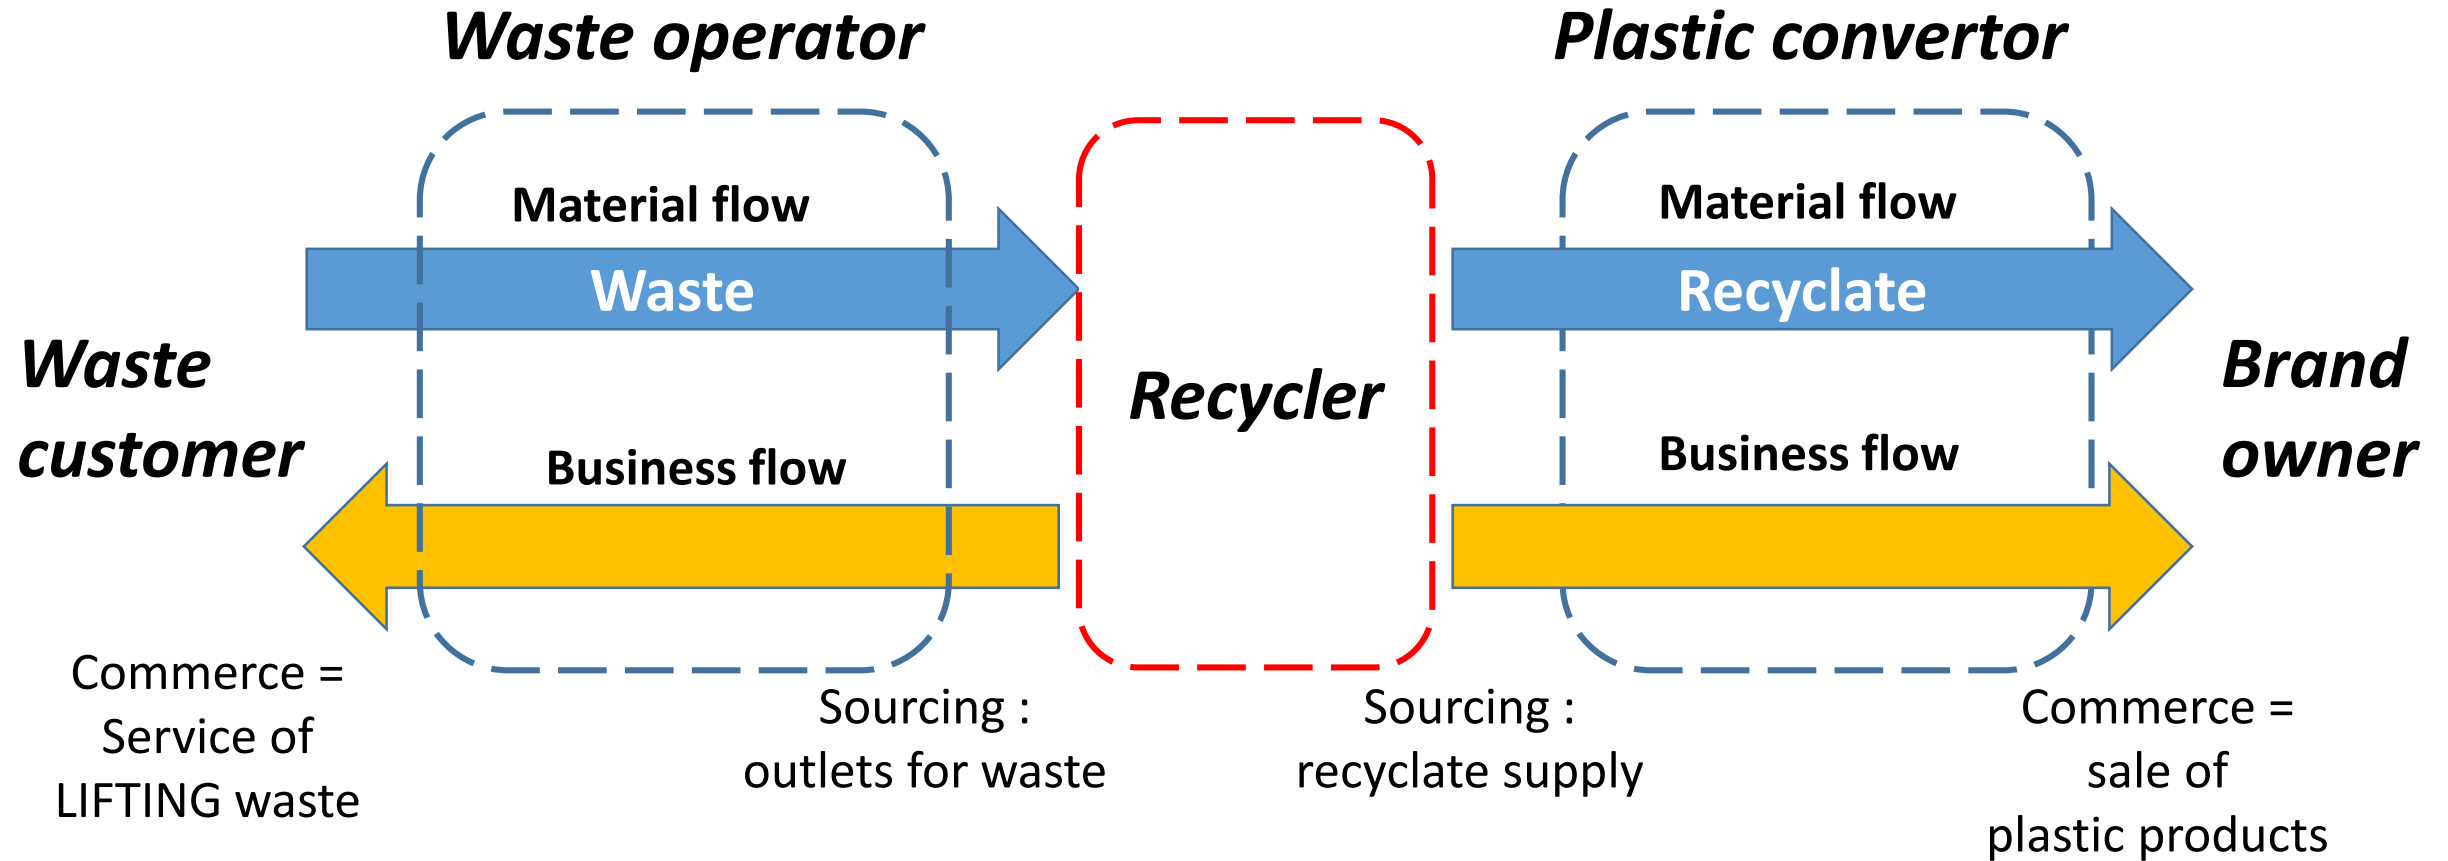 Waste operator
Plastic convertor
Material flow
Waste
Material flow
Recyclate
Waste
customer
Recycler
Brand
owner
Business flow
Business flow
Commerce =
Service of
LIFTING waste
Sourcing :
outlets for waste
Sourcing :
recyclate supply
Commerce =
sale of
plastic products